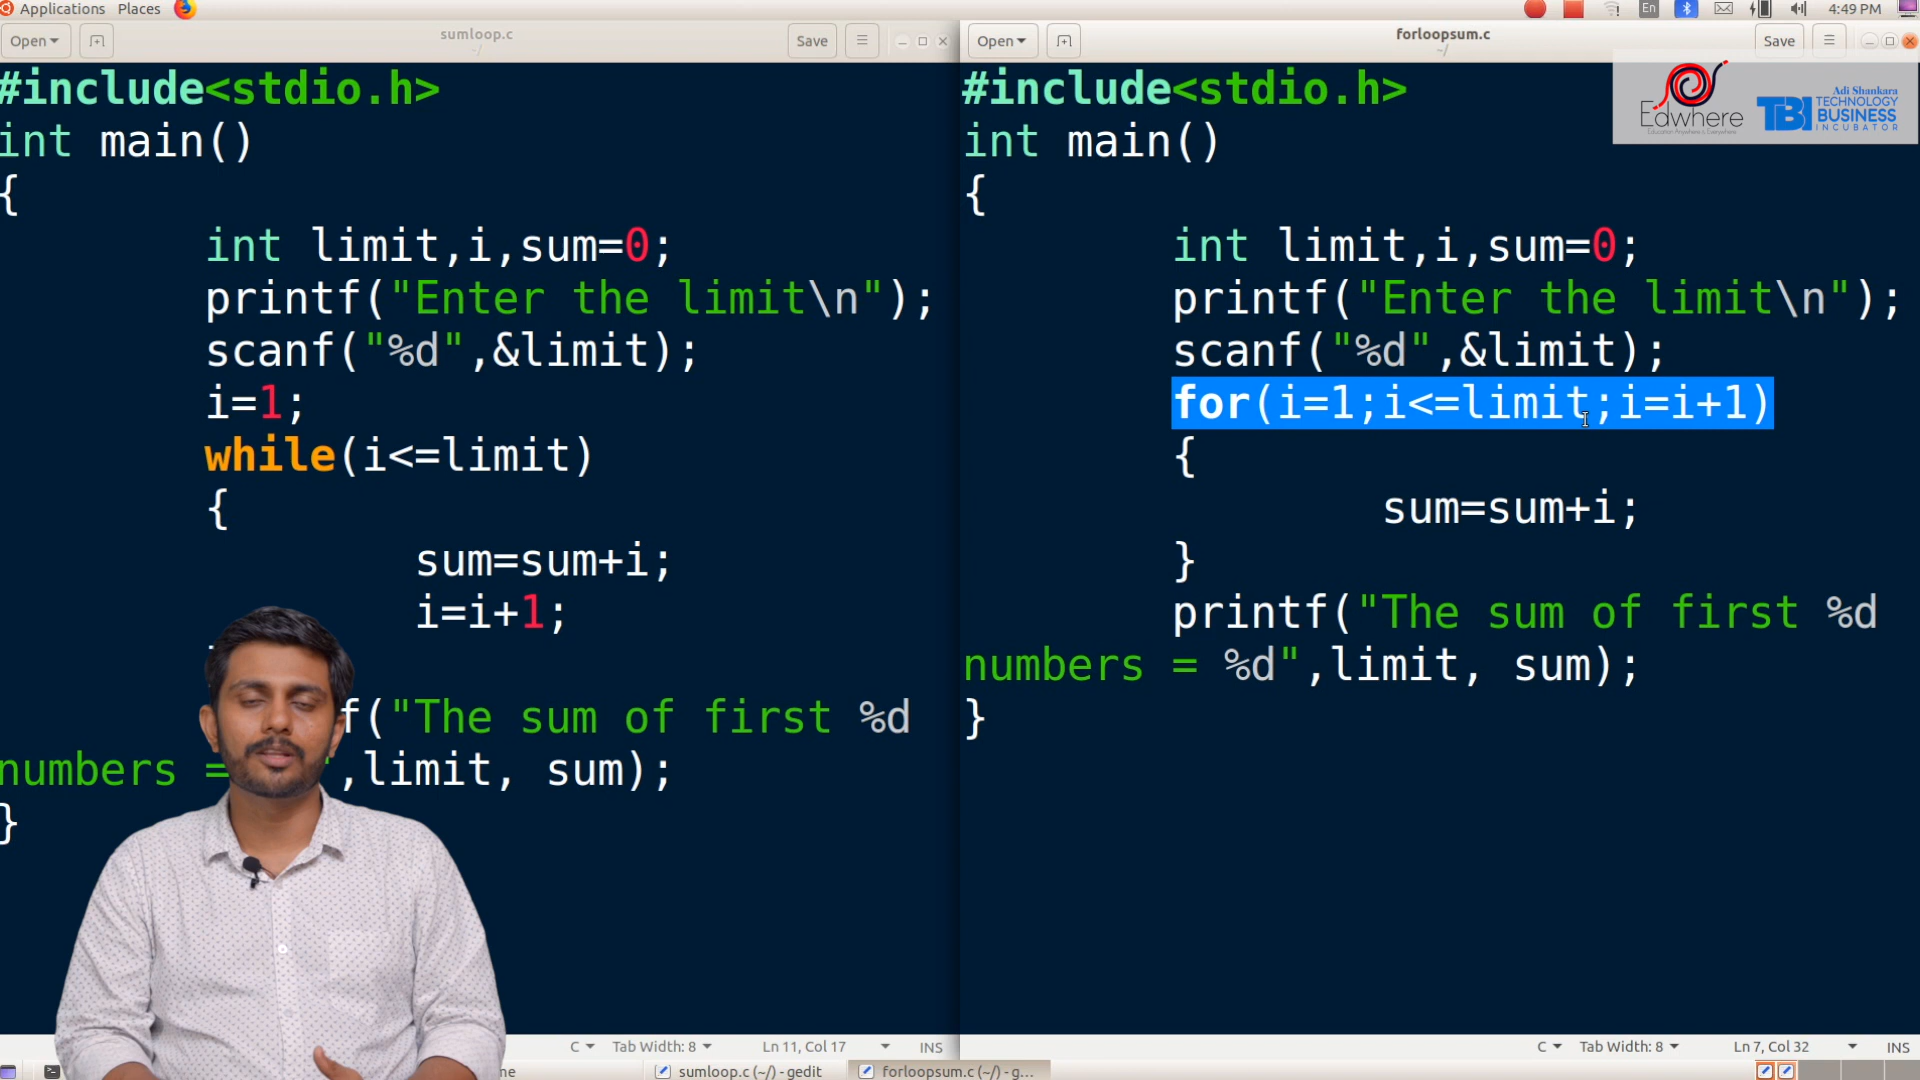 Applications Places
En 4:49 PM
Open sumloop.c Save
~/
#include<stdio.h>
int main()
{
int limit,i,sum=0;
printf("Enter the limit\n");
scanf("%d",&limit);
i=1;
while(i<=limit)
{
sum=sum+i;
i=i+1;
f("The sum of first %d
numbers = ",limit, sum);
}
C Tab Width: 8 Ln 11, Col 17 INS
Open forloopsum.c Save
~/
Edwhere
Education Anywhere is Everywhere
Adi Shankara
TBI TECHNOLOGY
BUSINESS
INCUBATOR
#include<stdio.h>
int main()
{
int limit,i,sum=0;
printf("Enter the limit\n");
scanf("%d",&limit);
for(i=1;i<=limit;i=i+1)
{
sum=sum+i;
}
printf("The sum of first %d
numbers = %d",limit, sum);
}
C Tab Width: 8 Ln 7, Col 32 INS
sumloop.c (~/) - gedit
forloopsum.c (~/) - g...